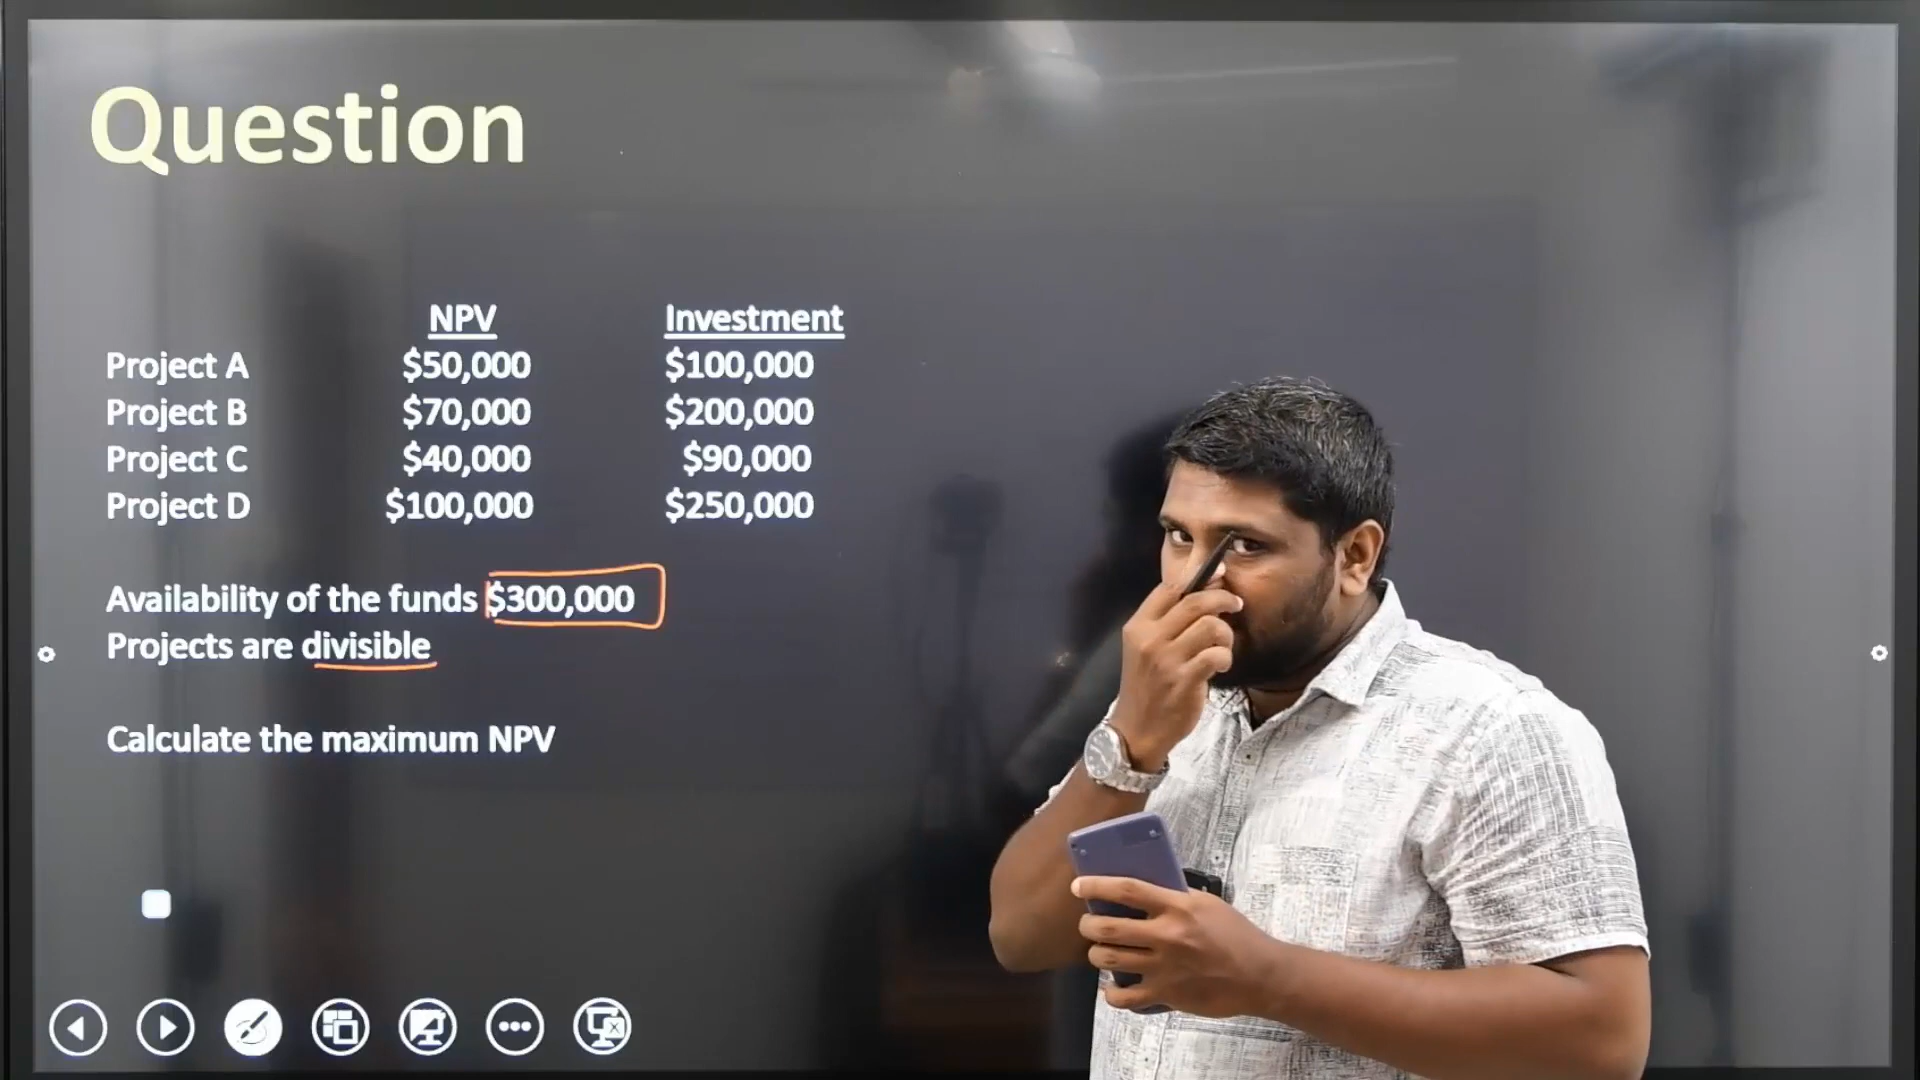 Question
NPV Investment
Project A $50,000 $100,000
Project B $70,000 $200,000
Project C $40,000 $90,000
Project D $100,000 $250,000
Availability of the funds $300,000
Projects are divisible
Calculate the maximum NPV